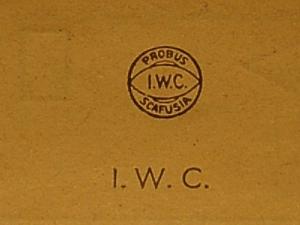 PROBUS
I.W.C.
SCAFUSIA
I. W. C.